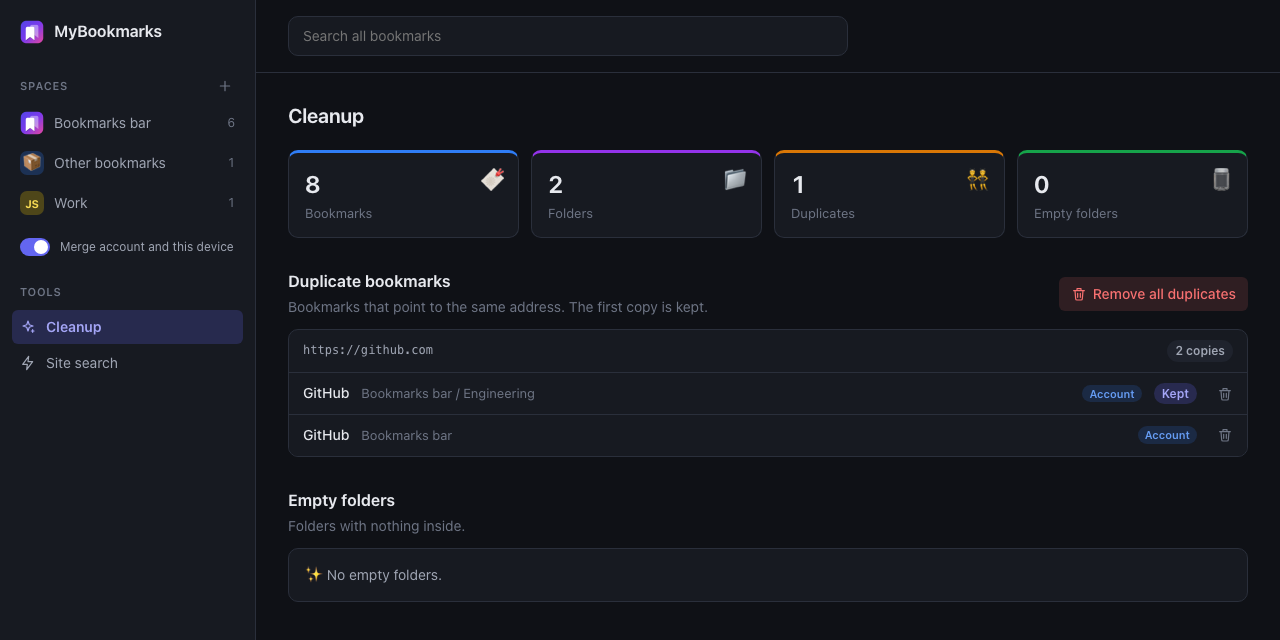 MyBookmarks
Search all bookmarks
SPACES
Bookmarks bar 6
Other bookmarks 1
JS Work 1
Merge account and this device
TOOLS
Cleanup
Site search
Cleanup
8
Bookmarks
2
Folders
1
Duplicates
0
Empty folders
Duplicate bookmarks
Bookmarks that point to the same address. The first copy is kept.
Remove all duplicates
https://github.com 2 copies
GitHub Bookmarks bar / Engineering Account Kept
GitHub Bookmarks bar Account
Empty folders
Folders with nothing inside.
✨ No empty folders.